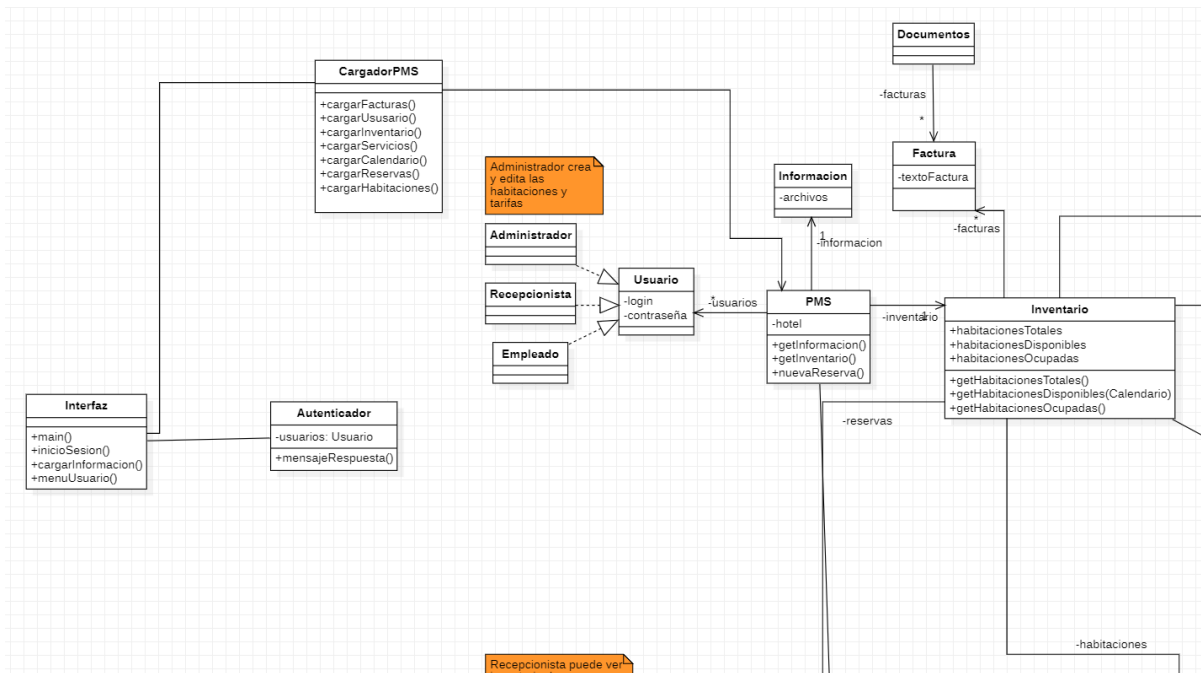 Documentos
-facturas
*
Factura
-textoFactura
*
-facturas
CargadorPMS
+cargarFacturas()
+cargarUsusario()
+cargarInventario()
+cargarServicios()
+cargarCalendario()
+cargarReservas()
+cargarHabitaciones()
Administrador crea
y edita las
habitaciones y
tarifas
Informacion
-archivos
1
-informacion
Administrador
Recepcionista
Empleado
Usuario
-login
-contraseña
*
-usuarios
PMS
-hotel
+getInformacion()
+getInventario()
+nuevaReserva()
-inventario
1
Inventario
+habitacionesTotales
+habitacionesDisponibles
+habitacionesOcupadas
+getHabitacionesTotales()
+getHabitacionesDisponibles(Calendario)
+getHabitacionesOcupadas()
-reservas
Interfaz
+main()
+inicioSesion()
+cargarInformacion()
+menuUsuario()
Autenticador
-usuarios: Usuario
+mensajeRespuesta()
-habitaciones
Recepcionista puede ver